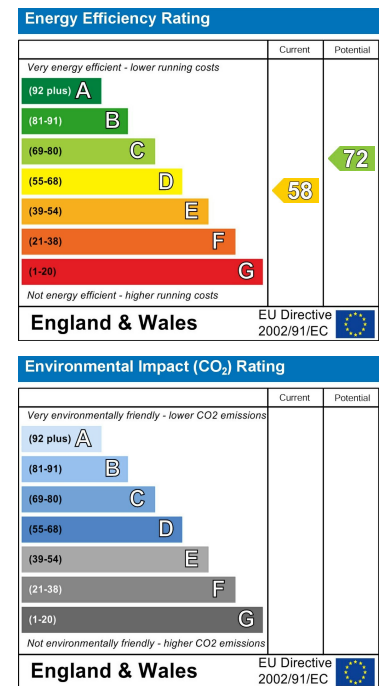 Energy Efficiency Rating
Current Potential
Very energy efficient - lower running costs
(92 plus) A
(81-91) B
(69-80) C
72
(55-68) D
58
(39-54) E
(21-38) F
(1-20) G
Not energy efficient - higher running costs
England & Wales
EU Directive
2002/91/EC
Environmental Impact (CO₂) Rating
Current Potential
Very environmentally friendly - lower CO2 emissions
(92 plus) A
(81-91) B
(69-80) C
(55-68) D
(39-54) E
(21-38) F
(1-20) G
Not environmentally friendly - higher CO2 emissions
England & Wales
EU Directive
2002/91/EC